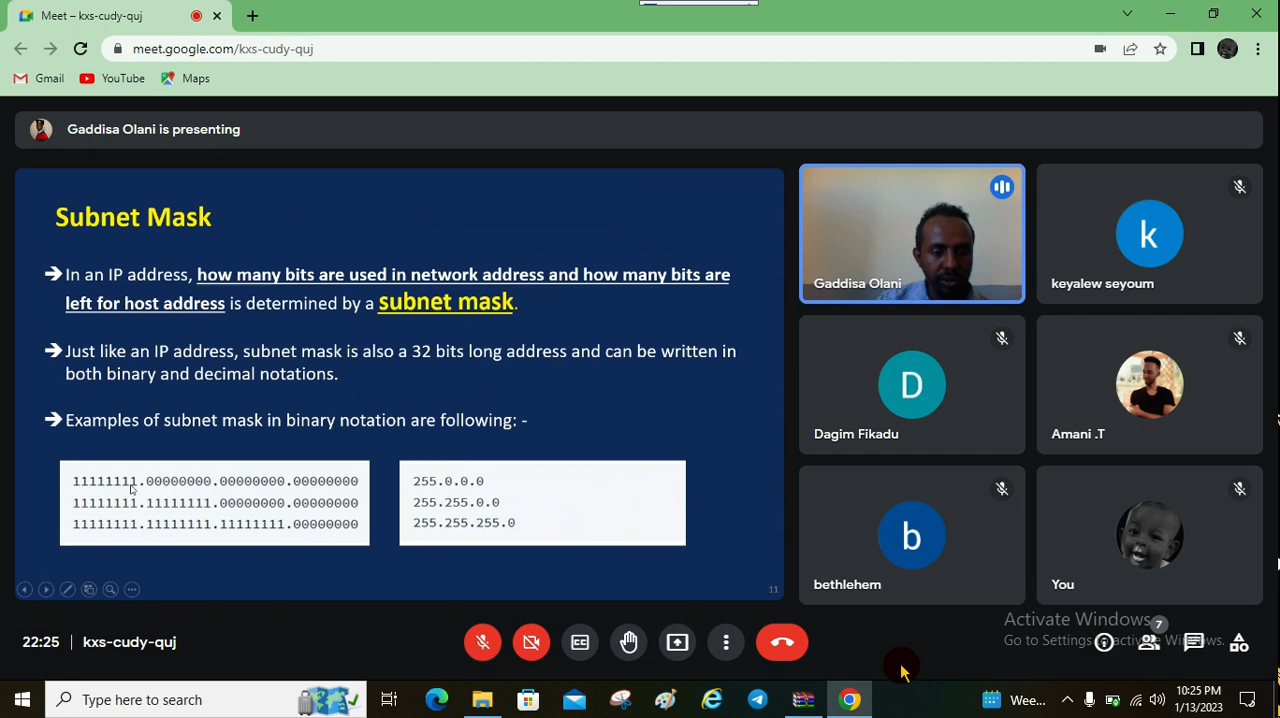 Meet – kxs-cudy-quj
meet.google.com/kxs-cudy-quj
Gmail YouTube Maps
Gaddisa Olani is presenting
Subnet Mask
➔ In an IP address, how many bits are used in network address and how many bits are
left for host address is determined by a subnet mask.
➔ Just like an IP address, subnet mask is also a 32 bits long address and can be written in
both binary and decimal notations.
➔ Examples of subnet mask in binary notation are following: -
11111111.00000000.00000000.00000000
11111111.11111111.00000000.00000000
11111111.11111111.11111111.00000000
255.0.0.0
255.255.0.0
255.255.255.0
11
Gaddisa Olani
k
keyalew seyoum
D
Dagim Fikadu
Amani .T
b
bethlehem
You
22:25 | kxs-cudy-quj
Activate Windows
Go to Settings to activate Windows.
7
Type here to search
Wee...
10:25 PM
1/13/2023